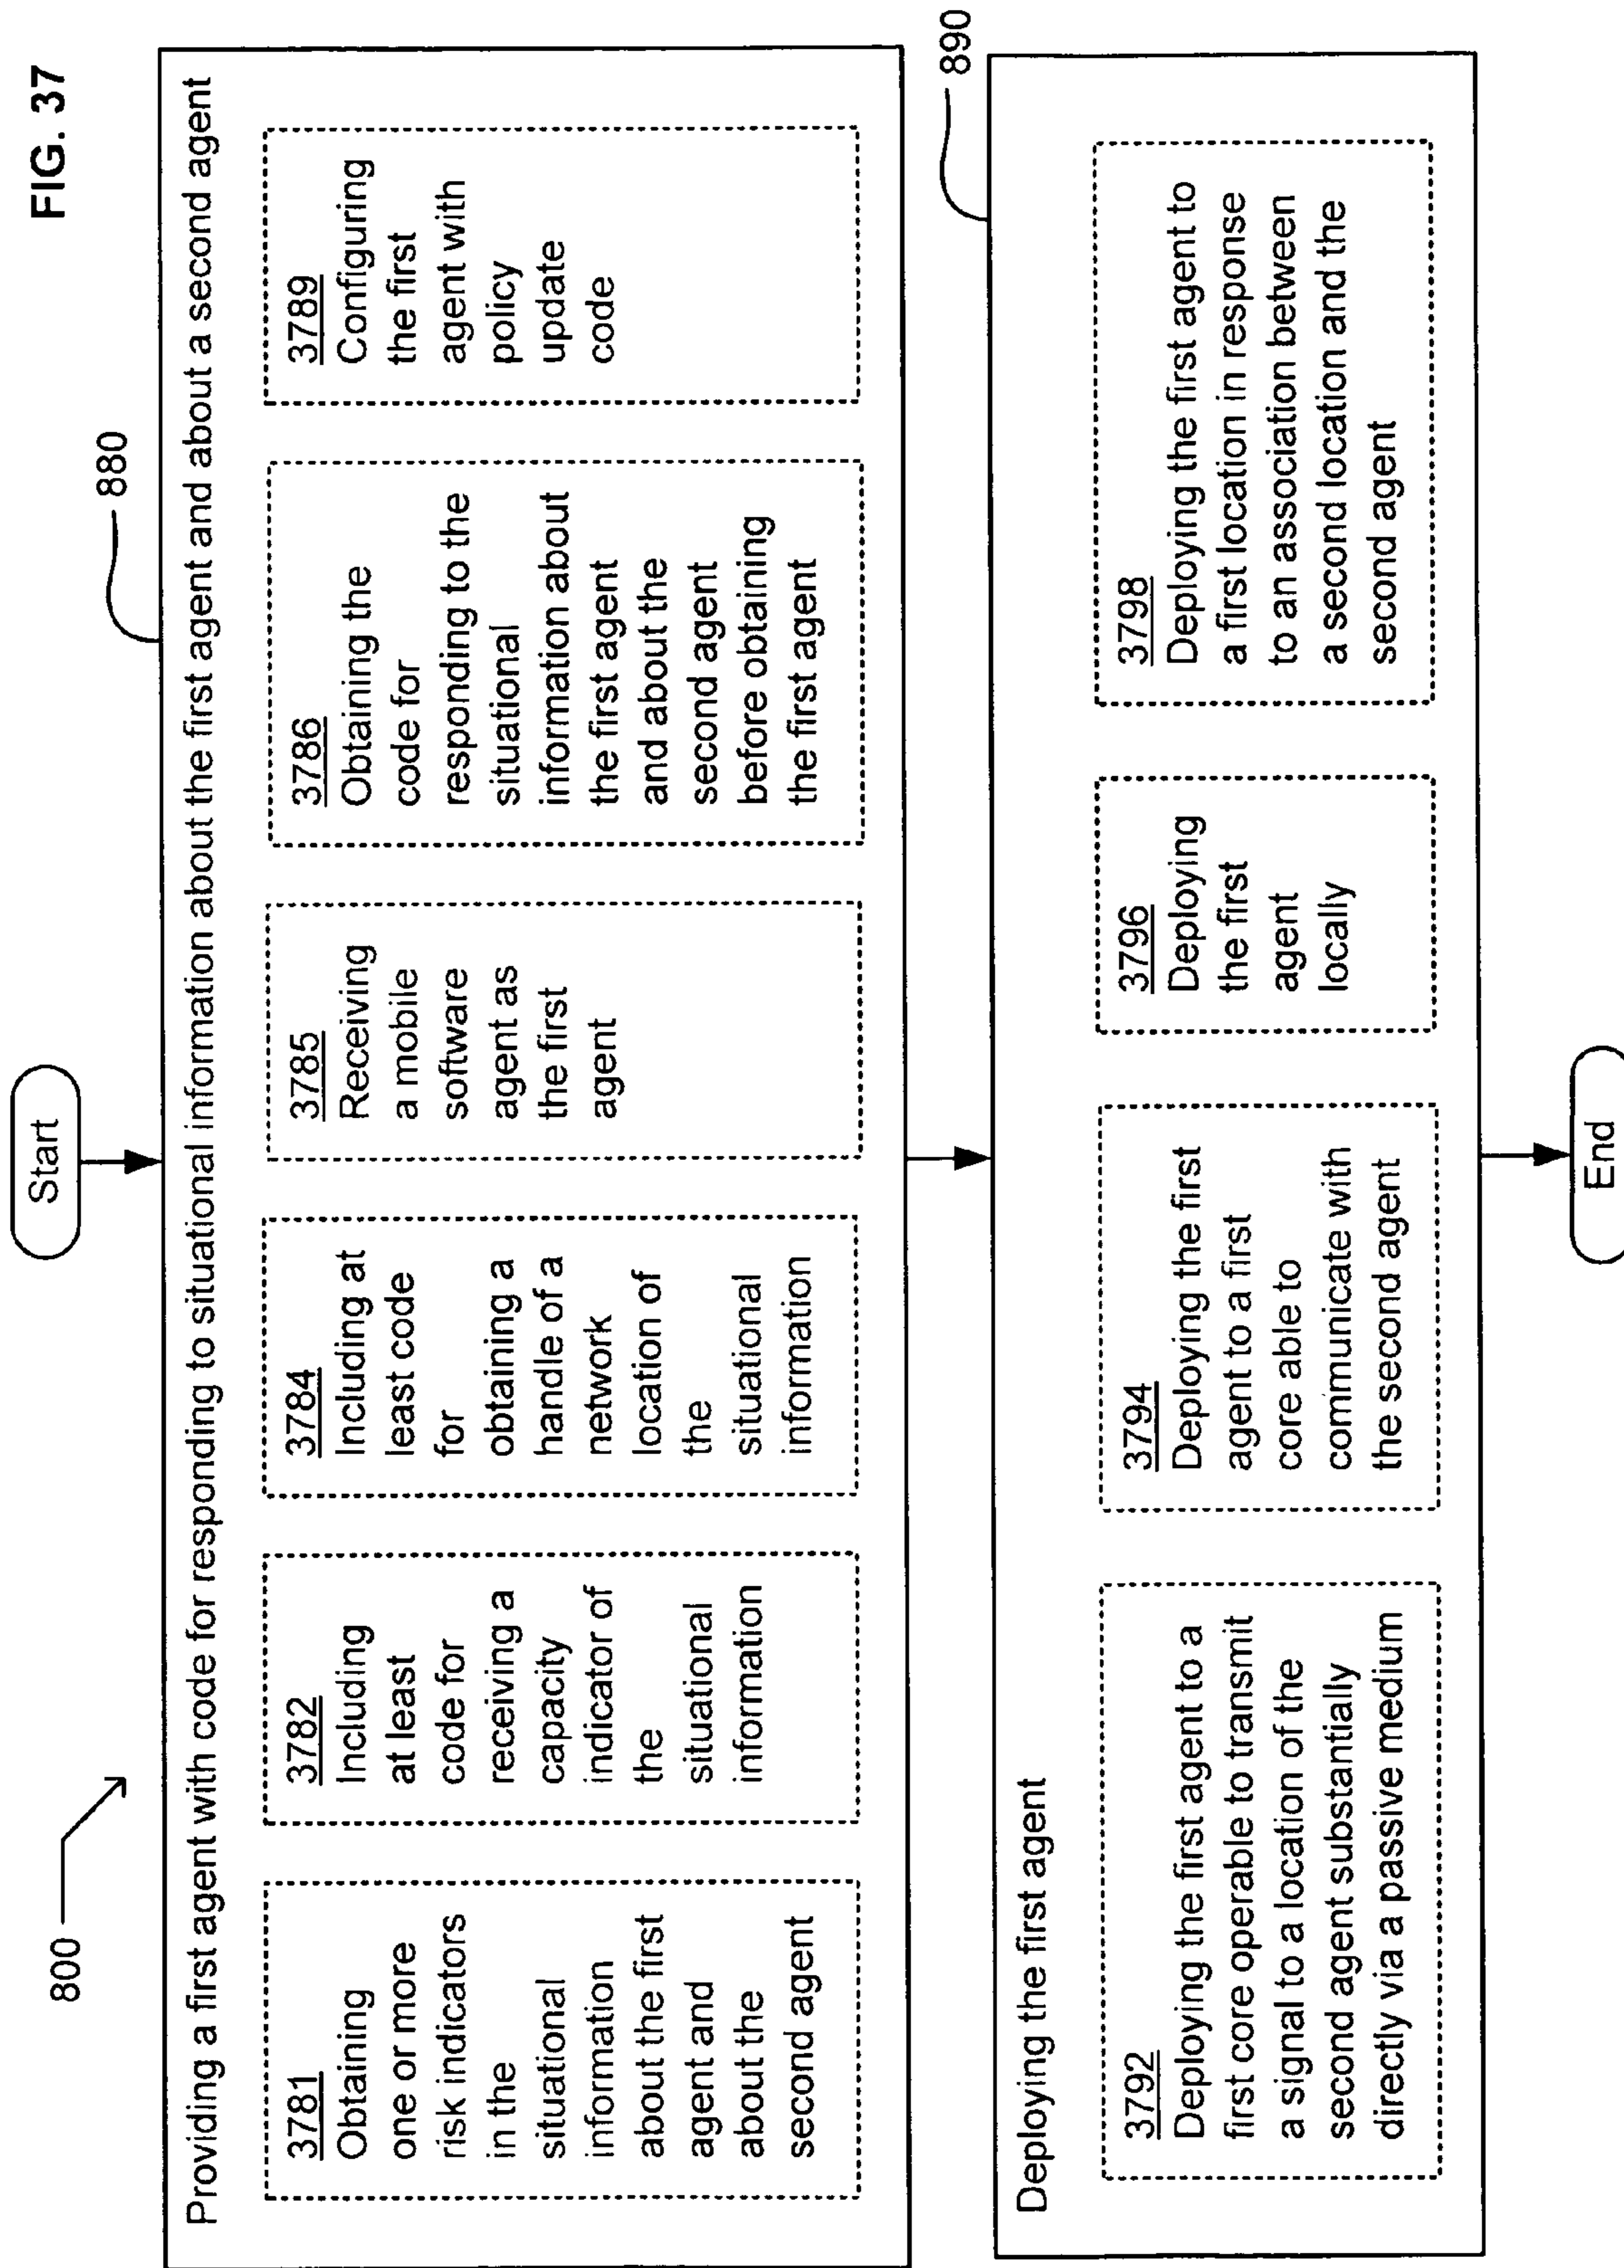 FIG. 37
800
Start
880
Providing a first agent with code for responding to situational information about the first agent and about a second agent
3781
Obtaining
one or more
risk indicators
in the
situational
information
about the first
agent and
about the
second agent
3782
Including
at least
code for
receiving a
capacity
indicator of
the
situational
information
3784
Including at
least code
for
obtaining a
handle of a
network
location of
the
situational
information
3785
Receiving
a mobile
software
agent as
the first
agent
3786
Obtaining the
code for
responding to the
situational
information about
the first agent
and about the
second agent
before obtaining
the first agent
3789
Configuring
the first
agent with
policy
update
code
890
Deploying the first agent
3792
Deploying the first agent to a
first core operable to transmit
a signal to a location of the
second agent substantially
directly via a passive medium
3794
Deploying the first
agent to a first
core able to
communicate with
the second agent
3796
Deploying
the first
agent
locally
3798
Deploying the first agent to
a first location in response
to an association between
a second location and the
second agent
End